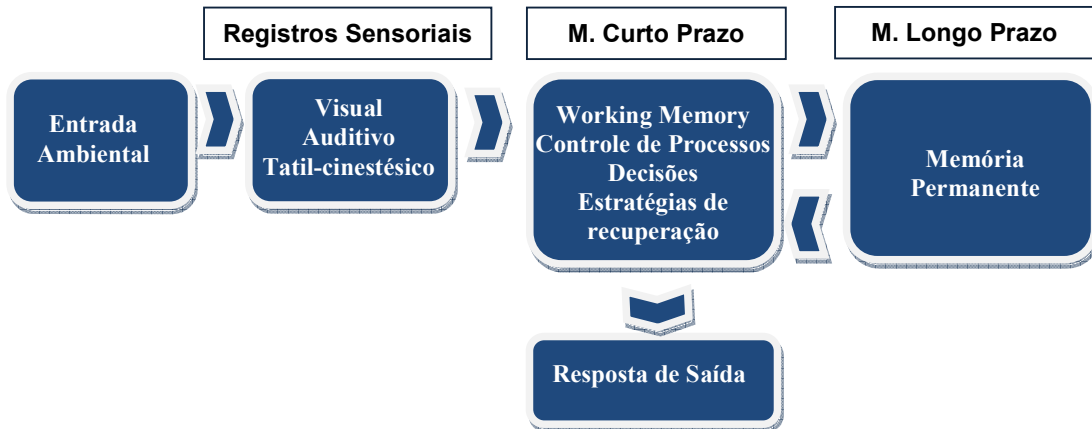 Registros Sensoriais
M. Curto Prazo
M. Longo Prazo
Entrada
Ambiental
Visual
Auditivo
Tatil-cinestésico
Working Memory
Controle de Processos
Decisões
Estratégias de
recuperação
Memória
Permanente
Resposta de Saída